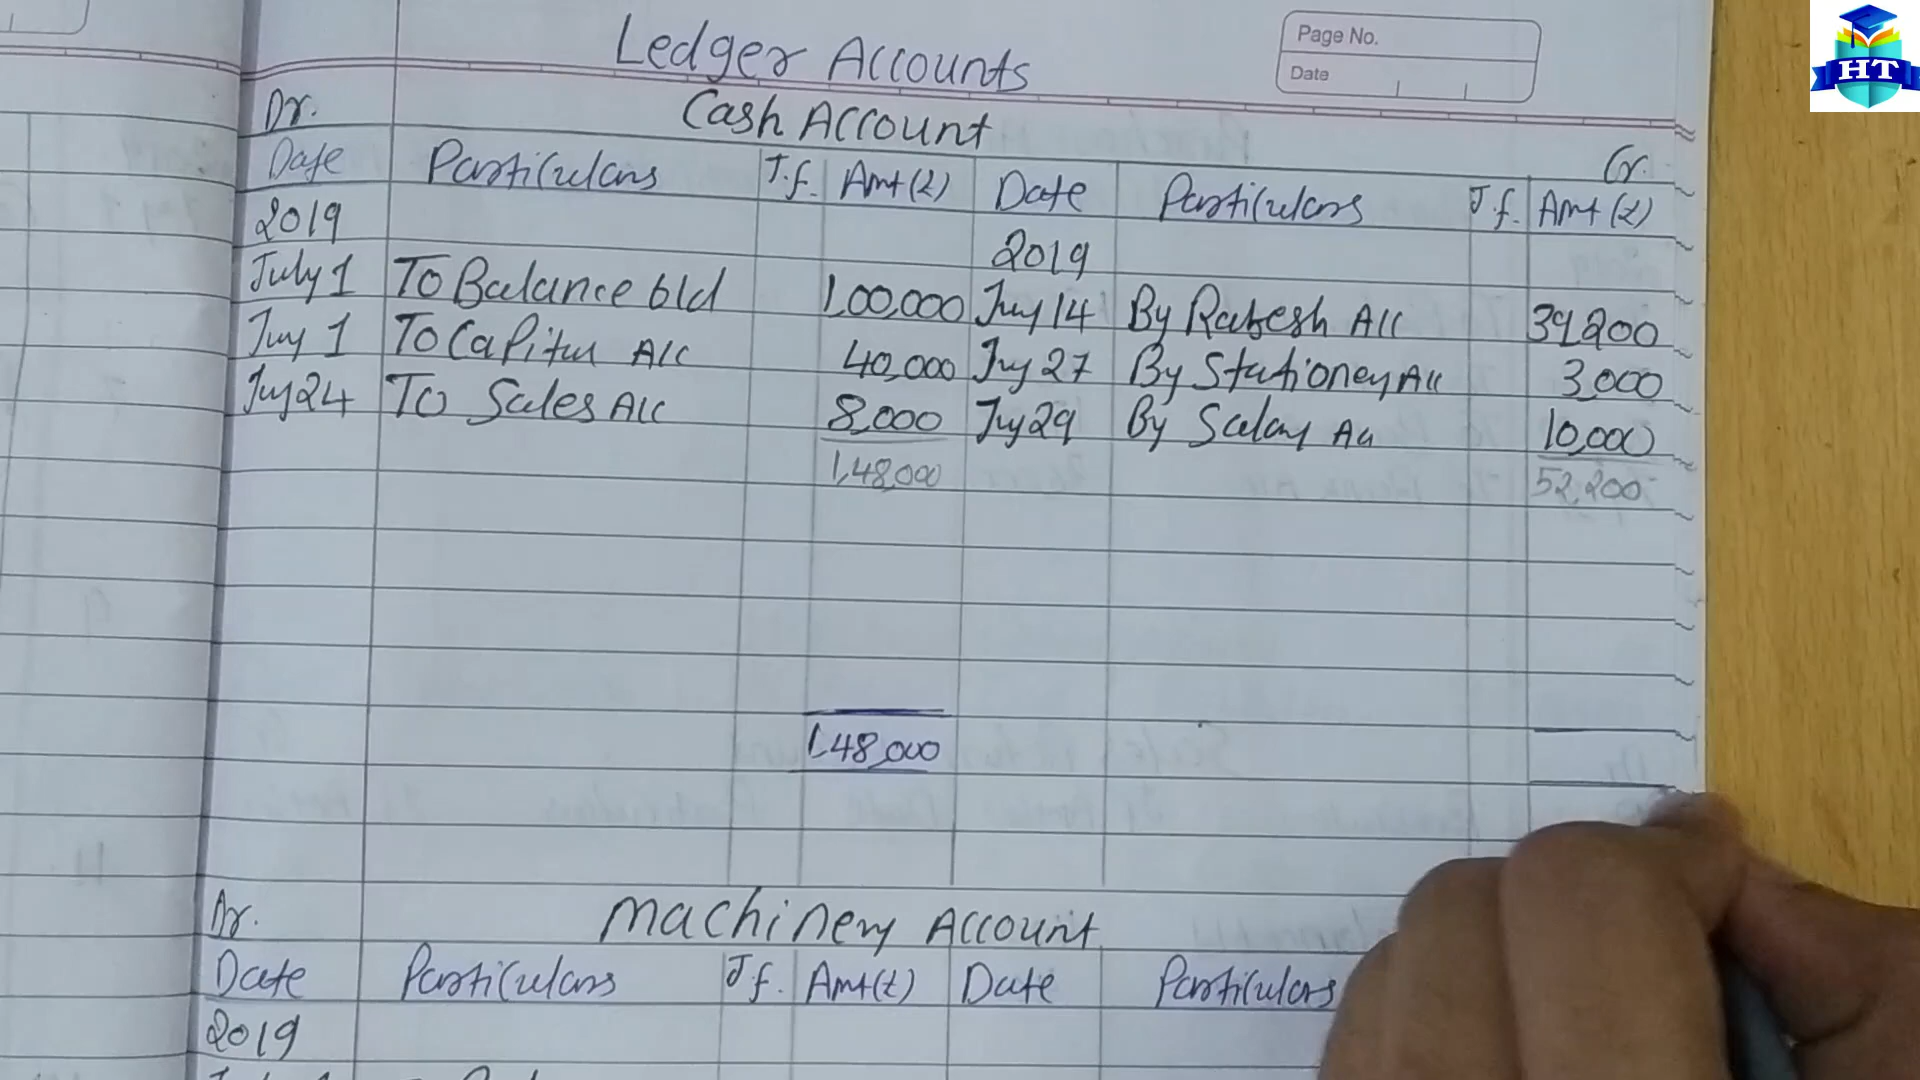 Ledger Accounts
Page No.
Date
HT
Dr. Cash Account Cr.
Date Particulars J.f. Amt(₹) Date Particulars J.f. Amt(₹)
2019 2019
July 1 To Balance b/d 1,00,000 July 14 By Rakesh A/c 39,200
July 1 To Capital A/c 40,000 July 27 By Stationey A/c 3,000
July 24 To Sales A/c 8,000 July 29 By Salary A/c 10,000
1,48,000 52,200
1,48,000
Dr. Machinery Account
Date Particulars J.f. Amt(₹) Date Particulars
2019